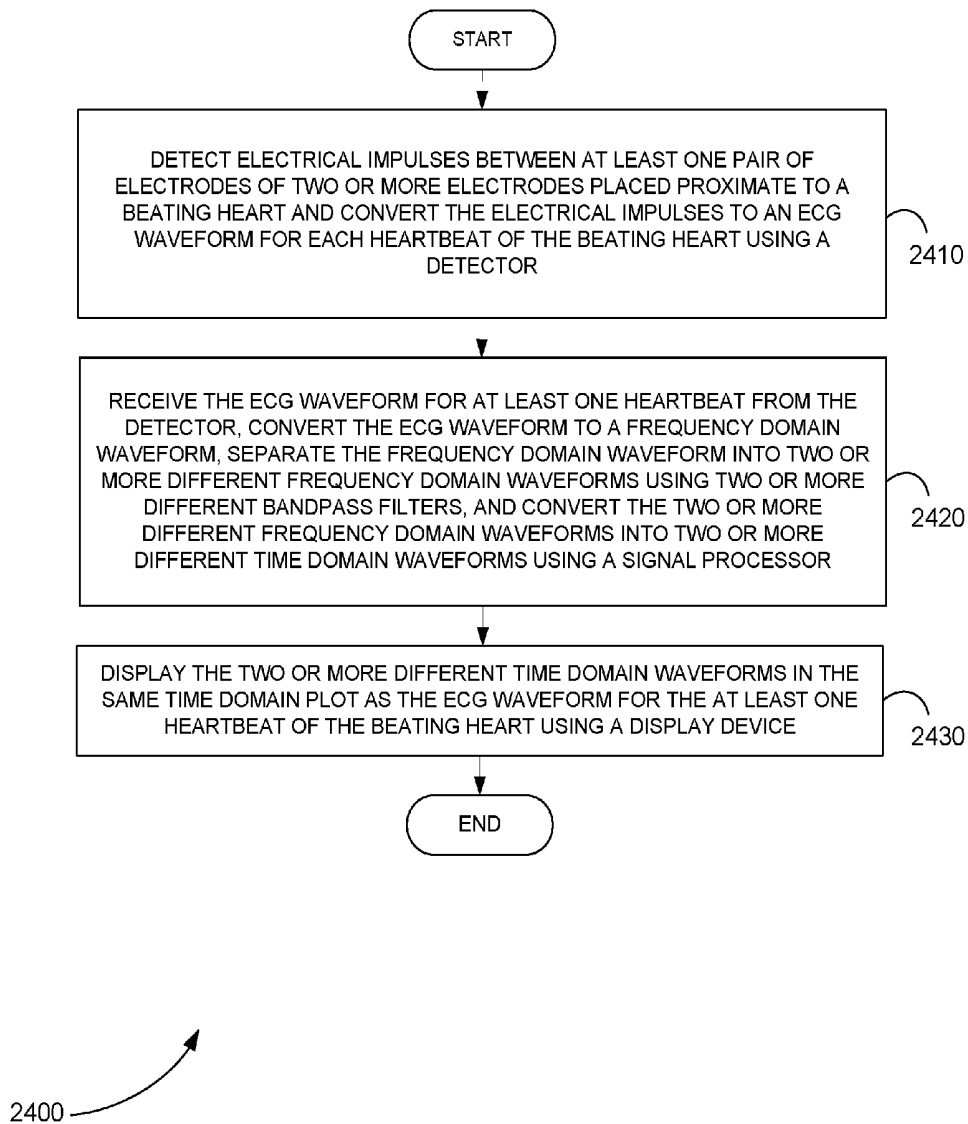 START
DETECT ELECTRICAL IMPULSES BETWEEN AT LEAST ONE PAIR OF
ELECTRODES OF TWO OR MORE ELECTRODES PLACED PROXIMATE TO A
BEATING HEART AND CONVERT THE ELECTRICAL IMPULSES TO AN ECG
WAVEFORM FOR EACH HEARTBEAT OF THE BEATING HEART USING A
DETECTOR
2410
RECEIVE THE ECG WAVEFORM FOR AT LEAST ONE HEARTBEAT FROM THE
DETECTOR, CONVERT THE ECG WAVEFORM TO A FREQUENCY DOMAIN
WAVEFORM, SEPARATE THE FREQUENCY DOMAIN WAVEFORM INTO TWO OR
MORE DIFFERENT FREQUENCY DOMAIN WAVEFORMS USING TWO OR MORE
DIFFERENT BANDPASS FILTERS, AND CONVERT THE TWO OR MORE
DIFFERENT FREQUENCY DOMAIN WAVEFORMS INTO TWO OR MORE
DIFFERENT TIME DOMAIN WAVEFORMS USING A SIGNAL PROCESSOR
2420
DISPLAY THE TWO OR MORE DIFFERENT TIME DOMAIN WAVEFORMS IN THE
SAME TIME DOMAIN PLOT AS THE ECG WAVEFORM FOR THE AT LEAST ONE
HEARTBEAT OF THE BEATING HEART USING A DISPLAY DEVICE
2430
END
2400